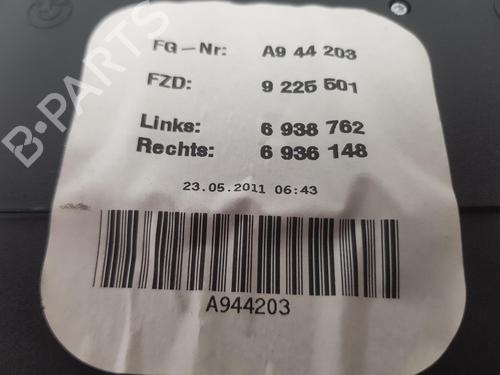 FG-Nr: A9 44 203
FZD: 9 225 501
Links: 6 938 762
Rechts: 6 936 148
23.05.2011 06:43
A944203
B-PARTS